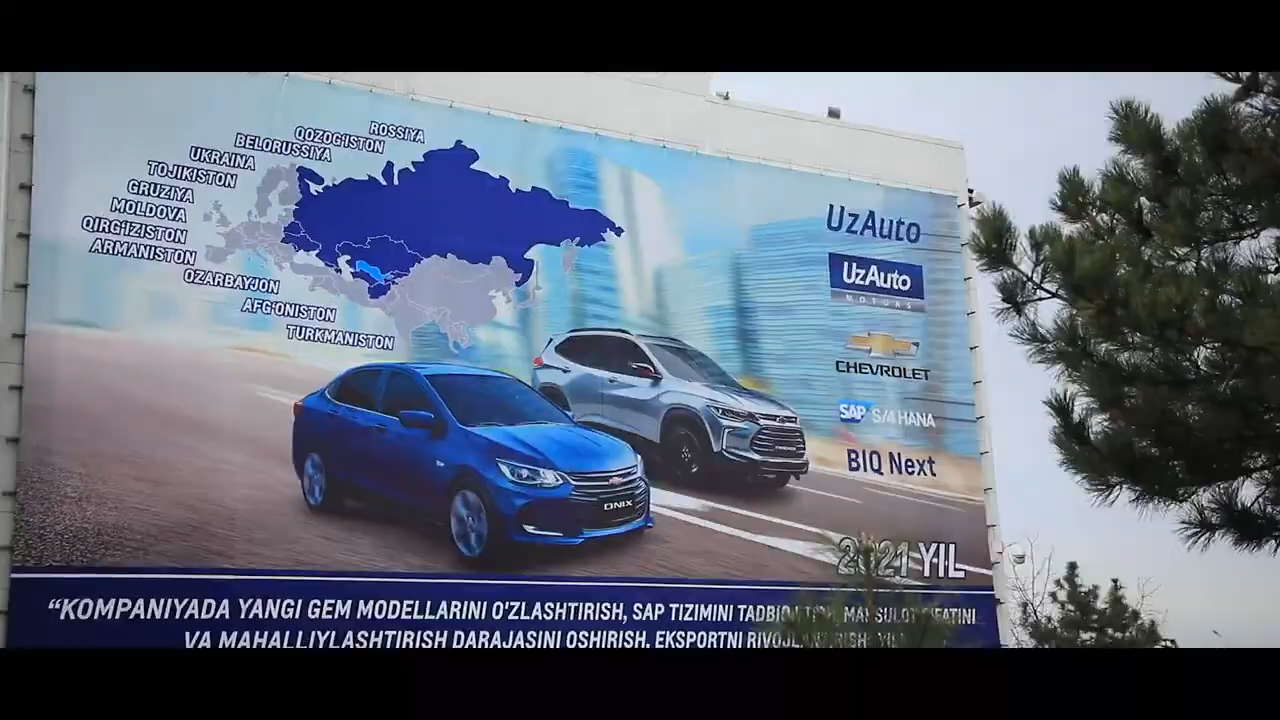 ROSSIYA
QOZOG'ISTON
BELORUSSIYA
UKRAINA
TOJIKISTON
GRUZIYA
MOLDOVA
QIRG'IZISTON
ARMANISTON
OZARBAYJON
AFG'ONISTON
TURKMANISTON
UzAuto
UzAuto
MOTORS
CHEVROLET
SAP S/4 HANA
BIQ Next
ONIX
2021 YIL
"KOMPANIYADA YANGI GEM MODELLARINI O'ZLASHTIRISH, SAP TIZIMINI
VA MAHALLIYLASHTIRISH DARAJASINI OSHIRISH, EKSPORTNI